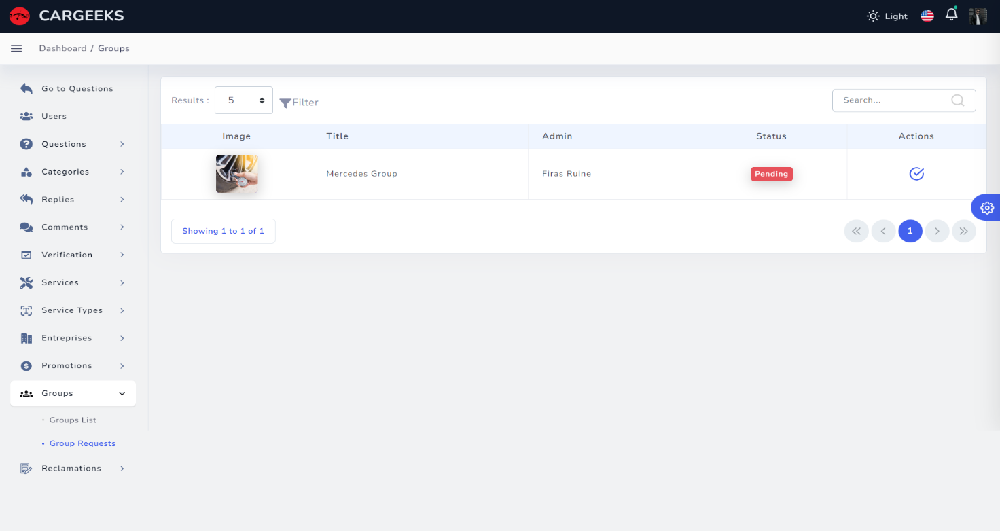 CARGEEKS
Light
Dashboard / Groups
Go to Questions
Users
Questions
Categories
Replies
Comments
Verification
Services
Service Types
Entreprises
Promotions
Groups
Groups List
Group Requests
Reclamations
Results :
5
Filter
Search...
Image Title Admin Status Actions
Mercedes Group Firas Ruine Pending
Showing 1 to 1 of 1
1